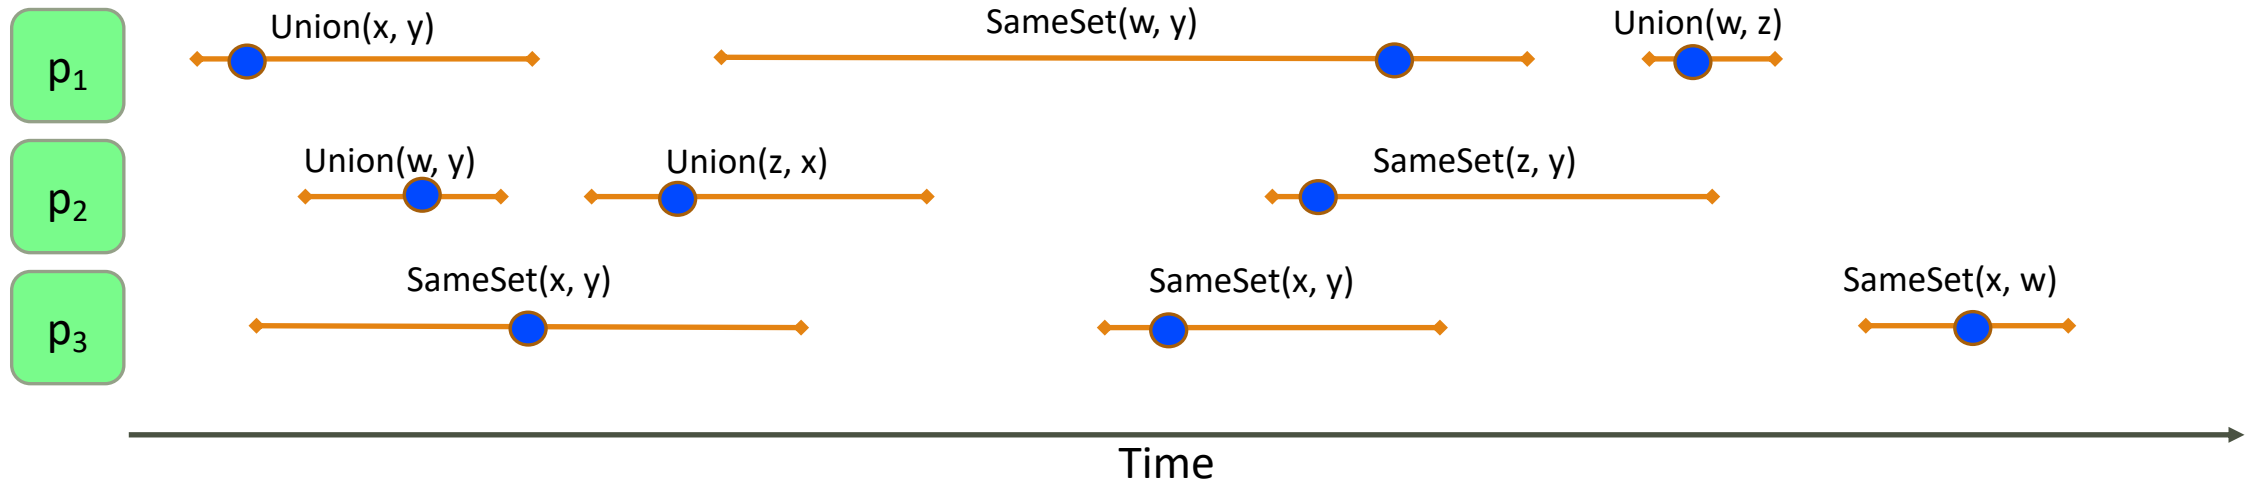 p1
Union(x, y)
SameSet(w, y)
Union(w, z)
p2
Union(w, y)
Union(z, x)
SameSet(z, y)
p3
SameSet(x, y)
SameSet(x, y)
SameSet(x, w)
Time